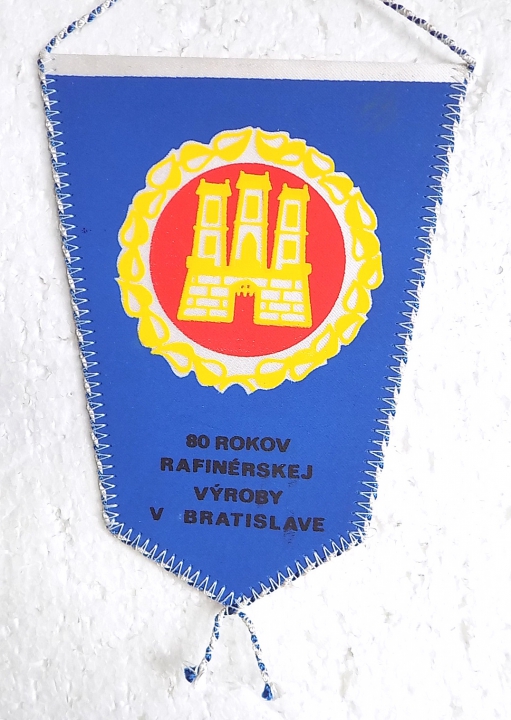 80 ROKOV
RAFINÉRSKEJ
VÝROBY
V BRATISLAVE